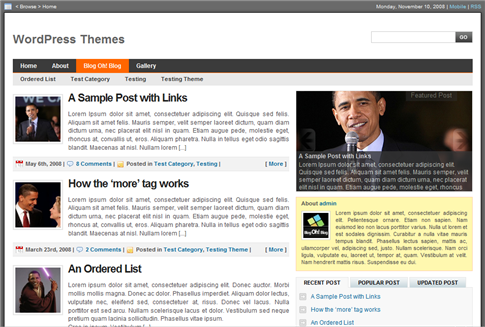 < Browse > Home
Monday, November 10, 2008 | Mobile | RSS
WordPress Themes
GO
Home About Blog Oh! Blog Gallery
Ordered List Test Category Testing Testing Theme
A Sample Post with Links
Lorem ipsum dolor sit amet, consectetuer adipiscing elit. Quisque sed felis.
Aliquam sit amet felis. Mauris semper, velit semper laoreet dictum, quam diam
dictum urna, nec placerat elit nisl in quam. Etiam augue pede, molestie eget,
rhoncus at, convallis ut, eros. Aliquam pharetra. Nulla in tellus eget odio sagittis
blandit. Maecenas at nisl. Nullam lorem [...]
May 6th, 2008 | 8 Comments | Posted in Test Category, Testing | [ More ]
How the ‘more’ tag works
Lorem ipsum dolor sit amet, consectetuer adipiscing elit. Quisque sed felis.
Aliquam sit amet felis. Mauris semper, velit semper laoreet dictum, quam diam
dictum urna, nec placerat elit nisl in quam. Etiam augue pede, molestie eget,
rhoncus at, convallis ut, eros. Aliquam pharetra. Nulla in tellus eget odio sagittis
blandit. Maecenas at nisl. [...]
March 23rd, 2008 | 2 Comments | Posted in Test Category, Testing Theme | [ More ]
An Ordered List
Lorem ipsum dolor sit amet, consectetuer adipiscing elit. Donec auctor. Morbi
mollis mollis magna. Donec ac dolor. Phasellus imperdiet. Aliquam dolor lectus,
vulputate nec, eleifend sed, consectetuer at, risus. Donec vel lacus. Nulla
porttitor est sed arcu. Nullam scelerisque lacus et dolor. Vestibulum sed neque
pretium quam lacinia sollicitudin. Phasellus vitae ipsum.
Featured Post
A Sample Post with Links
Lorem ipsum dolor sit amet, consectetuer adipiscing elit.
Quisque sed felis. Aliquam sit amet felis. Mauris semper,
velit semper laoreet dictum, quam diam dictum urna, nec placerat
elit nisl in quam. Etiam augue pede, molestie eget, rhoncus
About admin
Blog Oh! Blog
Lorem ipsum dolor sit amet, consectetuer adipiscing elit.
Pellentesque ornare. Etiam non sapien. Nam
euismod leo non lacus porttitor varius. Nulla ut lorem et
est sodales dignissim. Curabitur a nulla vitae mauris
tempus blandit. Phasellus lectus sapien, mattis ac,
ullamcorper vel, adipiscing sed, justo. Nullam scelerisque. Nam orci
ligula, vulputate eu, laoreet ut, tempor at, quam. Vestibulum at velit.
Nam hendrerit mattis risus. Suspendisse eu dui.
RECENT POST POPULAR POST UPDATED POST
A Sample Post with Links
How the ‘more’ tag works
An Ordered List